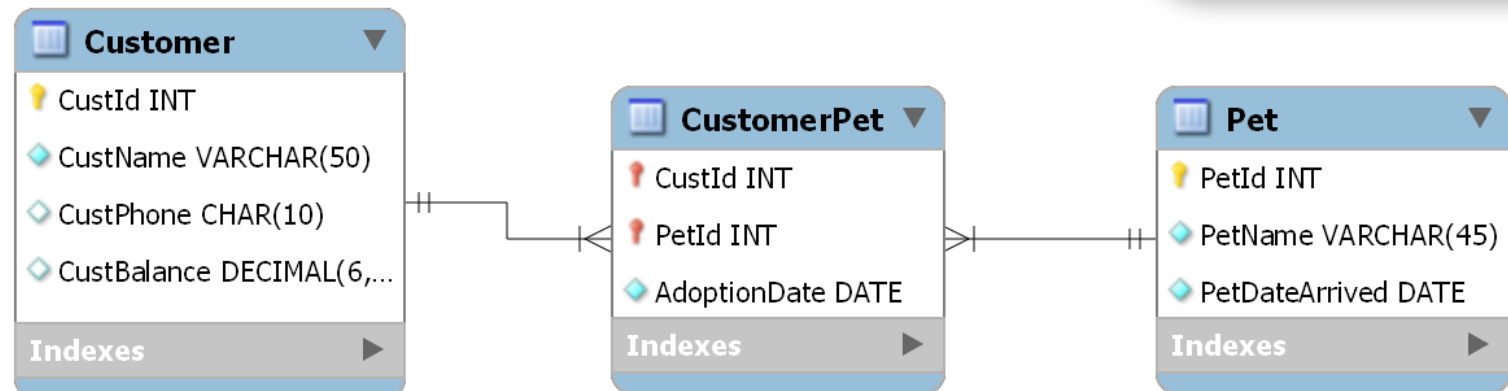 Customer
CustId INT
CustName VARCHAR(50)
CustPhone CHAR(10)
CustBalance DECIMAL(6,...
Indexes
CustomerPet
CustId INT
PetId INT
AdoptionDate DATE
Indexes
Pet
PetId INT
PetName VARCHAR(45)
PetDateArrived DATE
Indexes